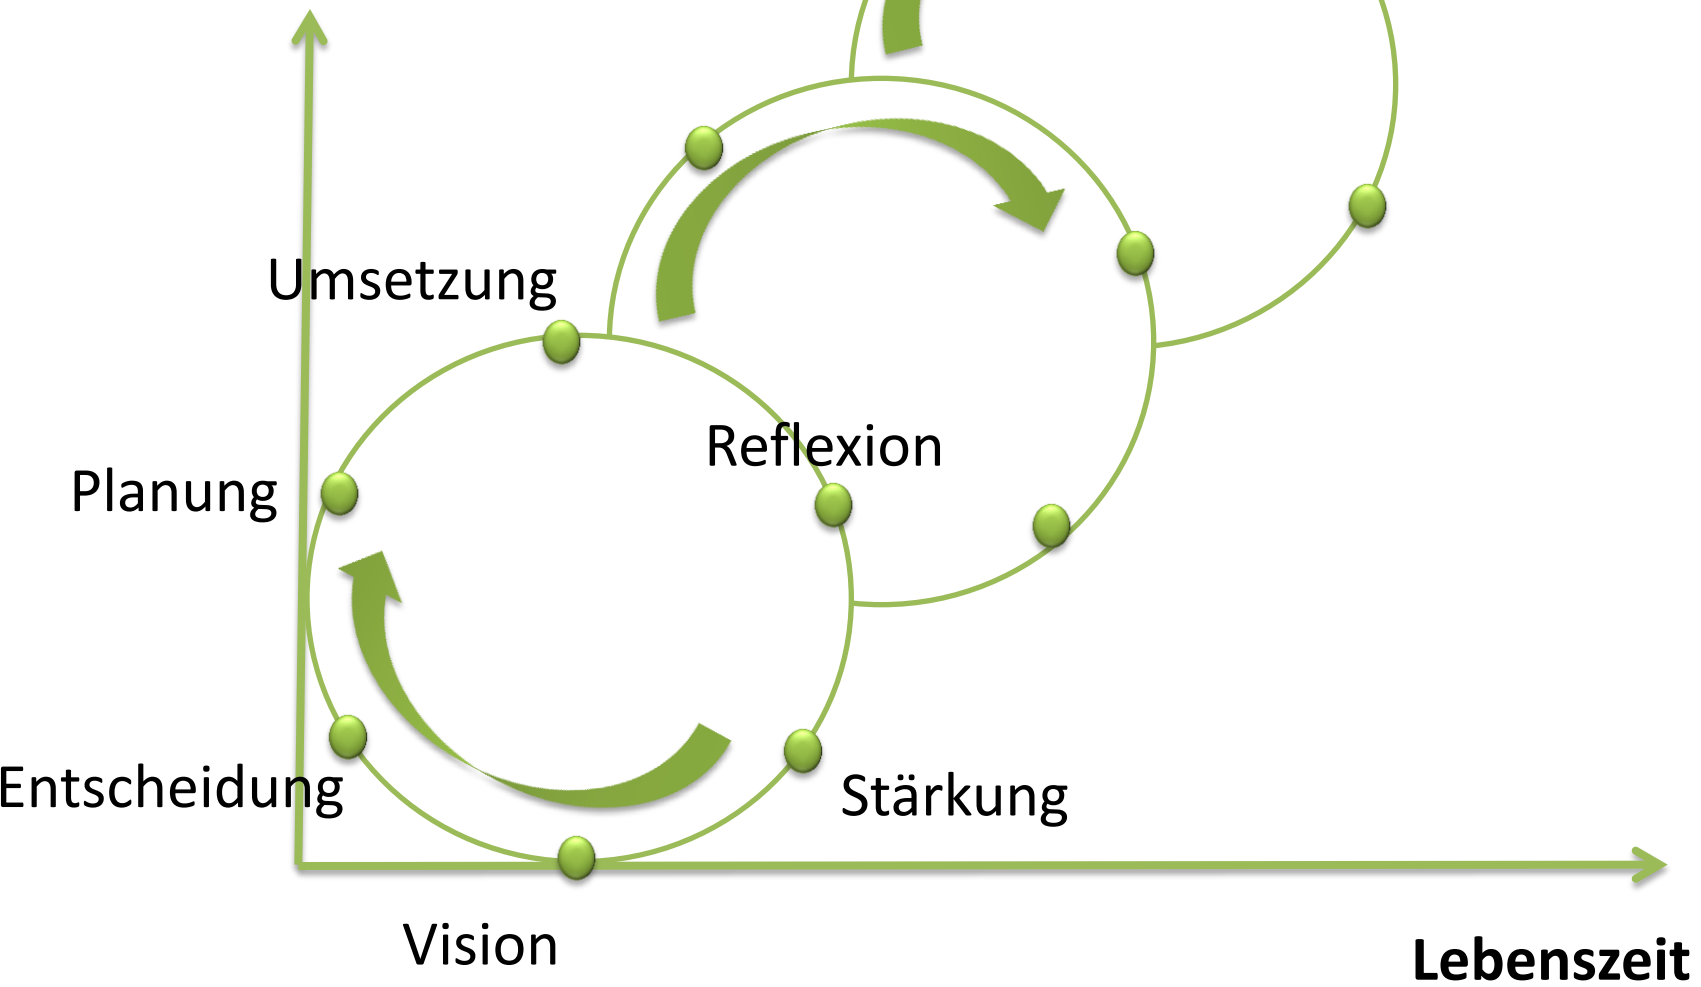 Umsetzung
Reflexion
Planung
Entscheidung
Stärkung
Vision
Lebenszeit